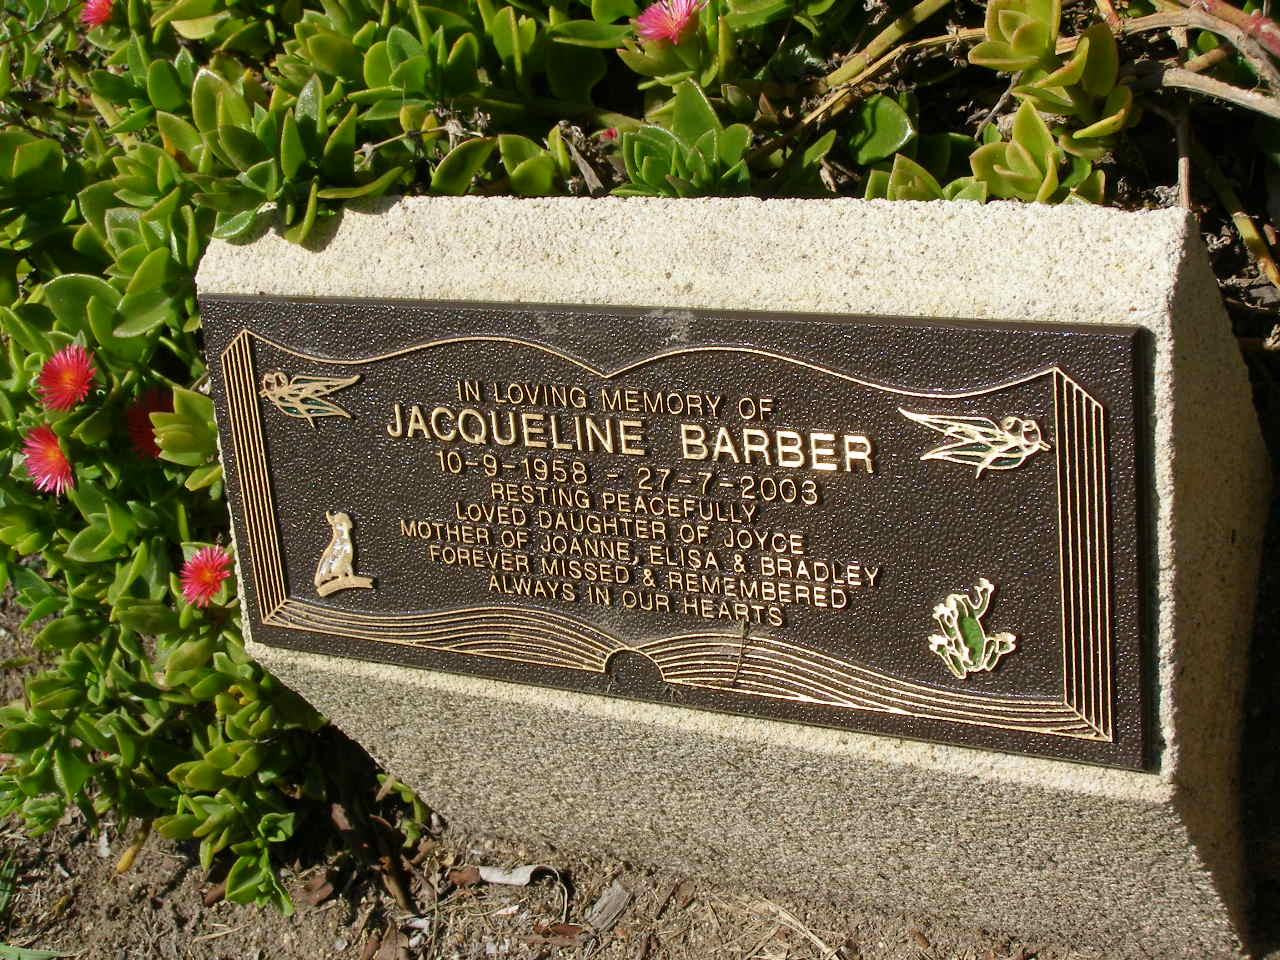 IN LOVING MEMORY OF
JACQUELINE BARBER
10-9-1958 - 27-7-2003
RESTING PEACEFULLY
LOVED DAUGHTER OF JOYCE
MOTHER OF JOANNE, ELISA & BRADLEY
FOREVER MISSED & REMEMBERED
ALWAYS IN OUR HEARTS